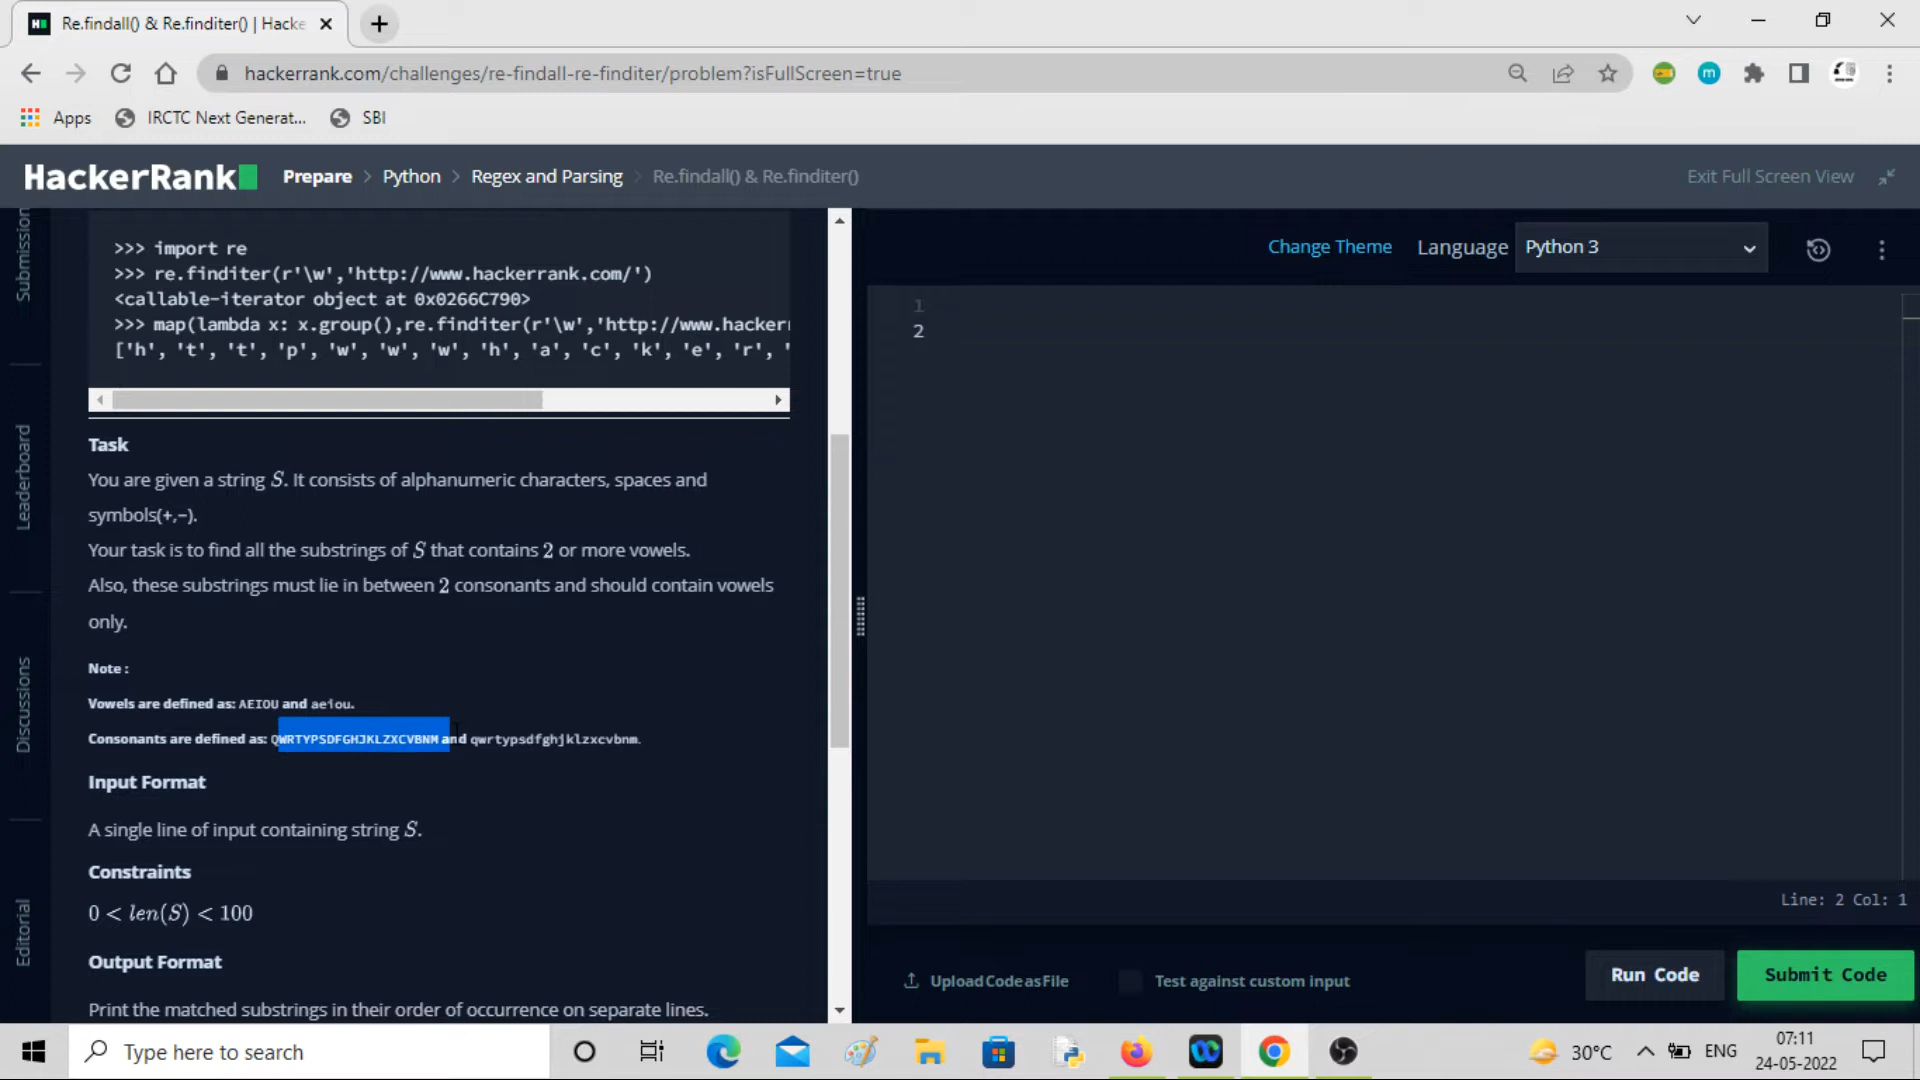 Re.findall() & Re.finditer() | Hacke
hackerrank.com/challenges/re-findall-re-finditer/problem?isFullScreen=true
m
Apps
IRCTC Next Generat...
SBI
HackerRank
Prepare > Python > Regex and Parsing > Re.findall() & Re.finditer()
Exit Full Screen View
Submission
Leaderboard
Discussions
Editorial
>>> import re
>>> re.finditer(r'\w','http://www.hackerrank.com/')
<callable-iterator object at 0x0266C790>
>>> map(lambda x: x.group(),re.finditer(r'\w','http://www.hacker
['h', 't', 't', 'p', 'w', 'w', 'w', 'h', 'a', 'c', 'k', 'e', 'r', '
Task
You are given a string S. It consists of alphanumeric characters, spaces and
symbols(+,-).
Your task is to find all the substrings of S that contains 2 or more vowels.
Also, these substrings must lie in between 2 consonants and should contain vowels
only.
Note :
Vowels are defined as: AEIOU and aeiou.
Consonants are defined as: QWRTYPSDFGHJKLZXCVBNM and qwrtypsdfghjklzxcvbnm.
Input Format
A single line of input containing string S.
Constraints
0 < len(S) < 100
Output Format
Print the matched substrings in their order of occurrence on separate lines.
Change Theme
Language
Python 3
1
2
Line: 2 Col: 1
Upload Code as File
Test against custom input
Run Code
Submit Code
Type here to search
30°C
ENG
07:11
24-05-2022